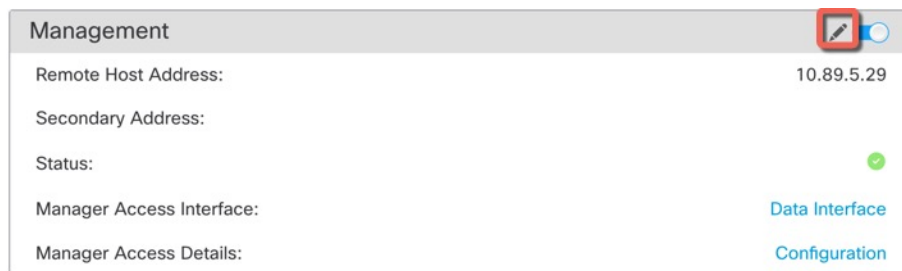 Management
Remote Host Address: 10.89.5.29
Secondary Address:
Status:
Manager Access Interface: Data Interface
Manager Access Details: Configuration